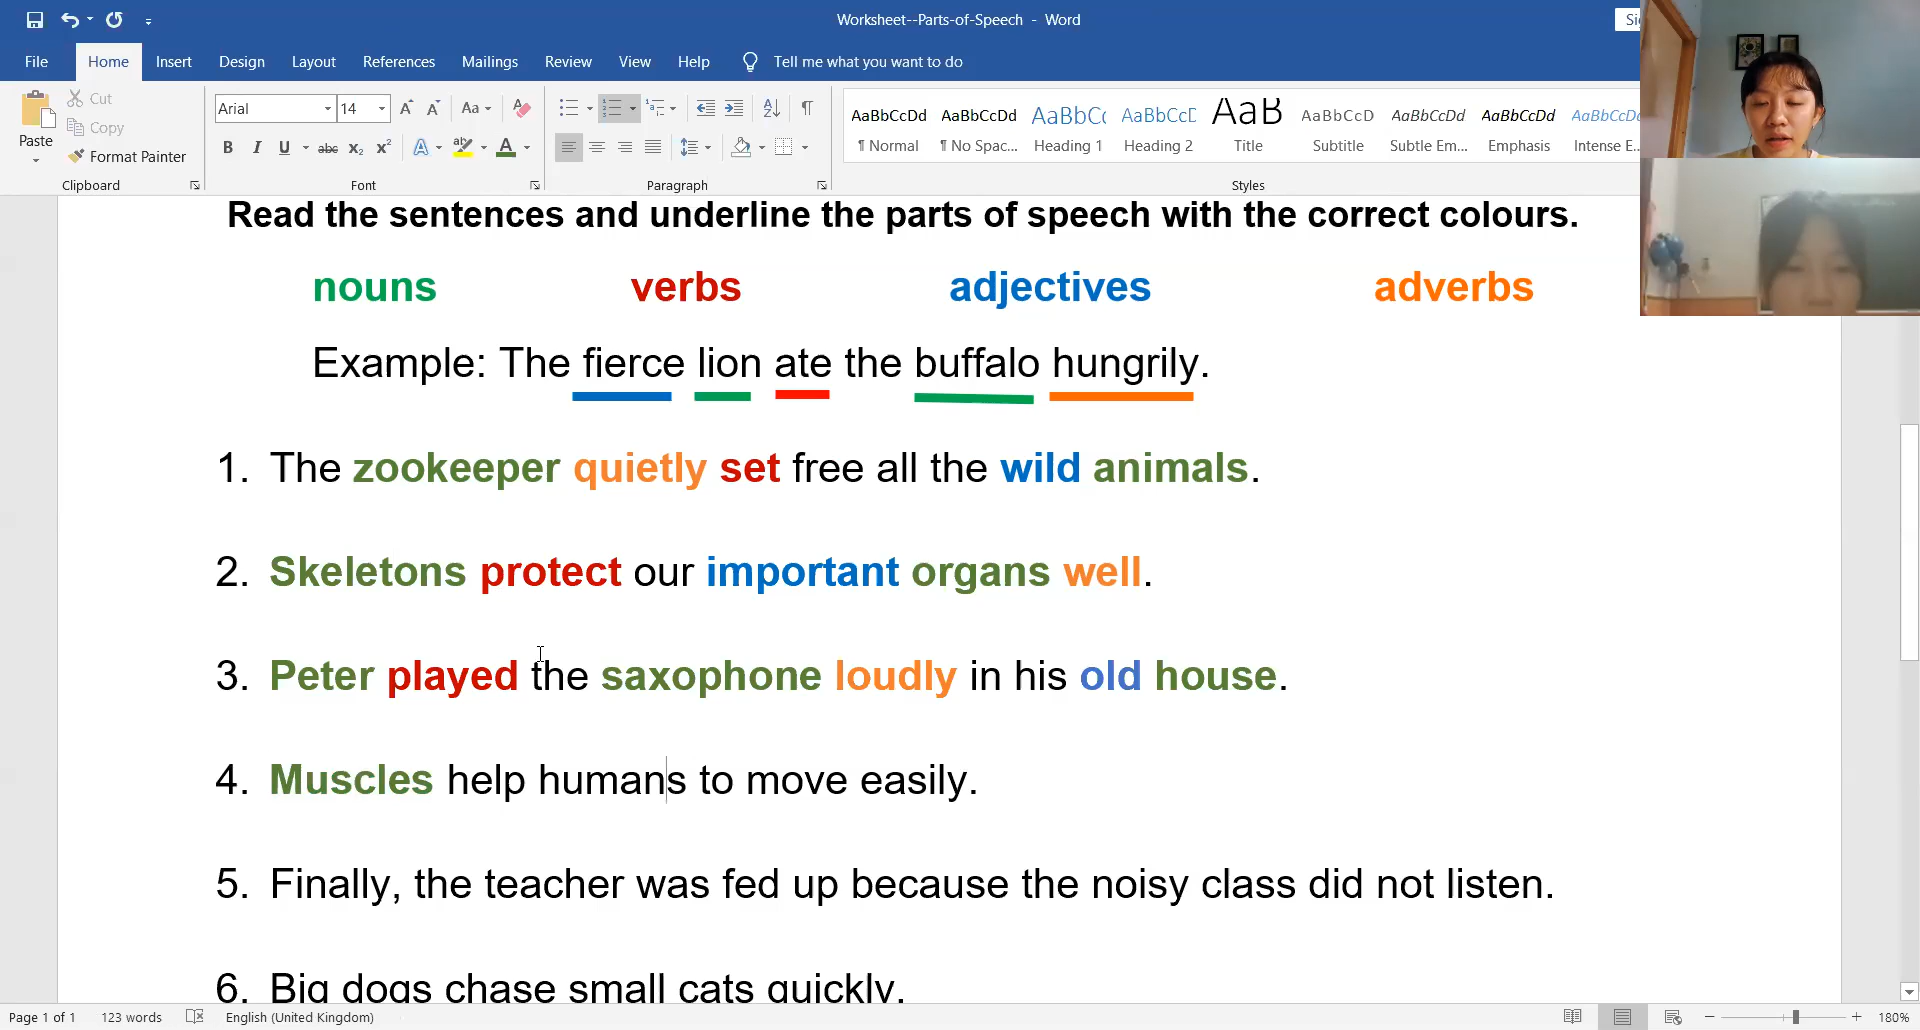 Worksheet--Parts-of-Speech - Word
File Home Insert Design Layout References Mailings Review View Help Tell me what you want to do
Paste
Cut
Copy
Format Painter
Clipboard
Arial 14
Font
Paragraph
AaBbCcDd AaBbCcDd AaBbCc AaBbCcD AaB AaBbCcD AaBbCcDd AaBbCcDd AaBbCcDd
¶ Normal ¶ No Spac... Heading 1 Heading 2 Title Subtitle Subtle Em... Emphasis Intense E...
Styles
Read the sentences and underline the parts of speech with the correct colours.
nouns verbs adjectives adverbs
Example: The fierce lion ate the buffalo hungrily.
1. The zookeeper quietly set free all the wild animals.
2. Skeletons protect our important organs well.
3. Peter played the saxophone loudly in his old house.
4. Muscles help humans to move easily.
5. Finally, the teacher was fed up because the noisy class did not listen.
6. Big dogs chase small cats quickly.
Page 1 of 1 123 words English (United Kingdom) 180%